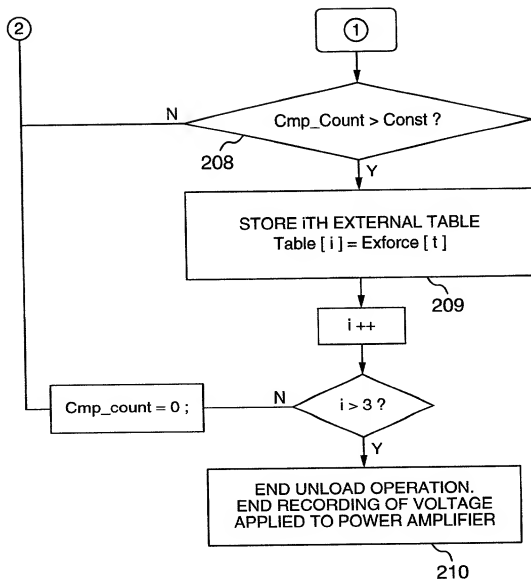 2
1
Cmp_Count > Const ?
N
208
Y
STORE iTH EXTERNAL TABLE
Table [ i ] = Exforce [ t ]
209
i ++
Cmp_count = 0 ;
N
i > 3 ?
Y
END UNLOAD OPERATION.
END RECORDING OF VOLTAGE
APPLIED TO POWER AMPLIFIER
210